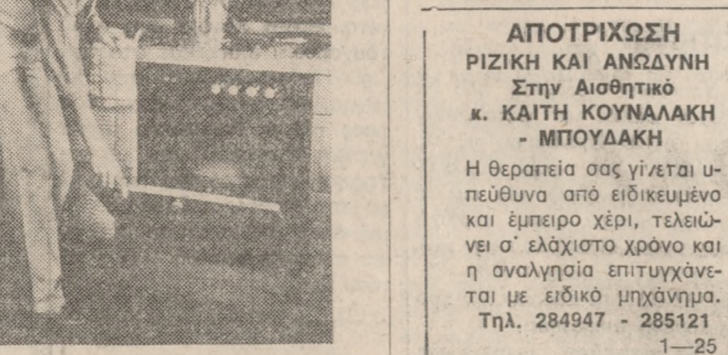 ΑΠΟΤΡΙΧΩΣΗ
ΡΙΖΙΚΗ ΚΑΙ ΑΝΩΔΥΝΗ
Στην Αισθητικό
κ. ΚΑΙΤΗ ΚΟΥΝΑΛΑΚΗ
- ΜΠΟΥΔΑΚΗ
Η θεραπεία σας γίνεται υ-
πεύθυνα από ειδικευμένο
και έμπειρο χέρι, τελειώ-
νει σ' ελάχιστο χρόνο και
η αναλγησία επιτυγχάνε-
ται με ειδικό μηχάνημα.
Τηλ. 284947 - 285121
1—25